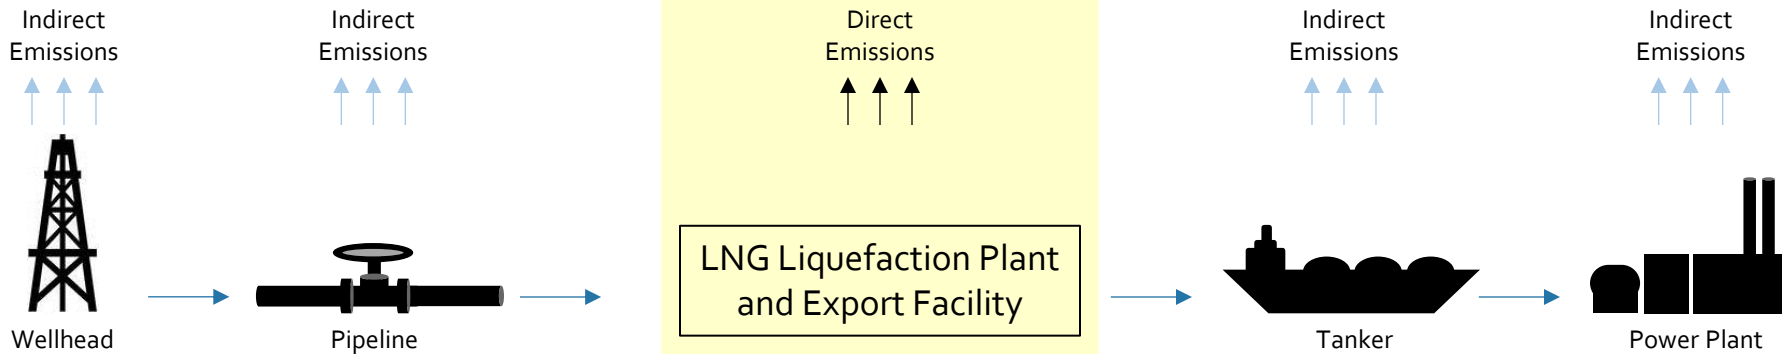 Indirect
Emissions
Indirect
Emissions
Direct
Emissions
Indirect
Emissions
Indirect
Emissions
LNG Liquefaction Plant
and Export Facility
Wellhead
Pipeline
Tanker
Power Plant